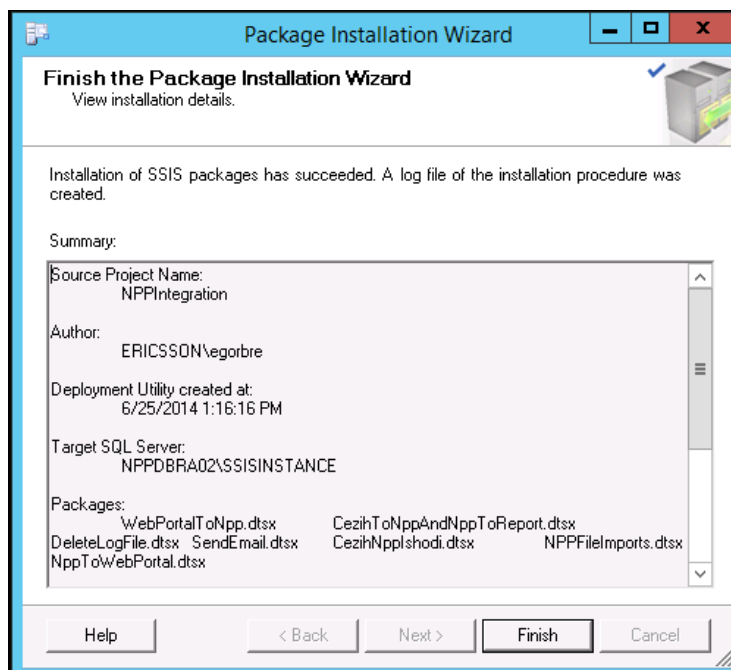 Package Installation Wizard
Finish the Package Installation Wizard
View installation details.
Installation of SSIS packages has succeeded. A log file of the installation procedure was
created.
Summary:
Source Project Name:
NPPIntegration
Author:
ERICSSON\egorbre
Deployment Utility created at:
6/25/2014 1:16:16 PM
Target SQL Server:
NPPDBRA02\SSISINSTANCE
Packages:
WebPortalToNpp.dtsx CezihToNppAndNppToReport.dtsx
DeleteLogFile.dtsx SendEmail.dtsx CezihNppIshodi.dtsx NPPFileImports.dtsx
NppToWebPortal.dtsx
Help < Back Next > Finish Cancel